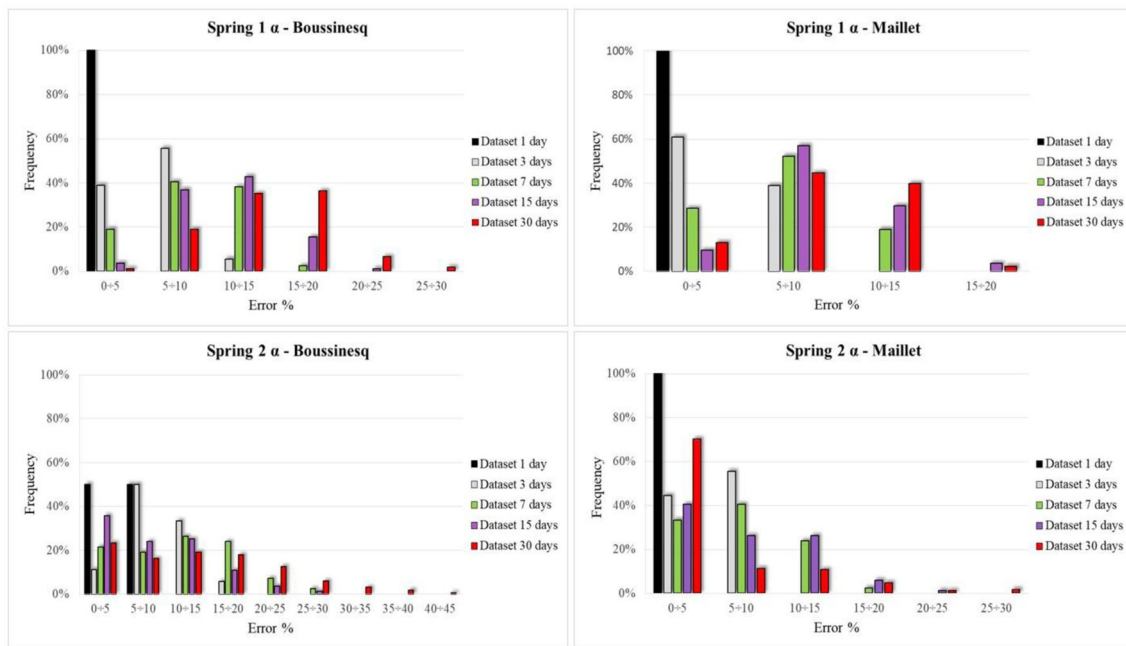 Spring 1 α - Boussinesq
100%
80%
60%
40%
20%
0%
Frequency
0÷5 5÷10 10÷15 15÷20 20÷25 25÷30
Error %
Dataset 1 day
Dataset 3 days
Dataset 7 days
Dataset 15 days
Dataset 30 days
Spring 1 α - Maillet
100%
80%
60%
40%
20%
0%
Frequency
0÷5 5÷10 10÷15 15÷20
Error %
Dataset 1 day
Dataset 3 days
Dataset 7 days
Dataset 15 days
Dataset 30 days
Spring 2 α - Boussinesq
100%
80%
60%
40%
20%
0%
Frequency
0÷5 5÷10 10÷15 15÷20 20÷25 25÷30 30÷35 35÷40 40÷45
Error %
Dataset 1 day
Dataset 3 days
Dataset 7 days
Dataset 15 days
Dataset 30 days
Spring 2 α - Maillet
100%
80%
60%
40%
20%
0%
Frequency
0÷5 5÷10 10÷15 15÷20 20÷25 25÷30
Error %
Dataset 1 day
Dataset 3 days
Dataset 7 days
Dataset 15 days
Dataset 30 days